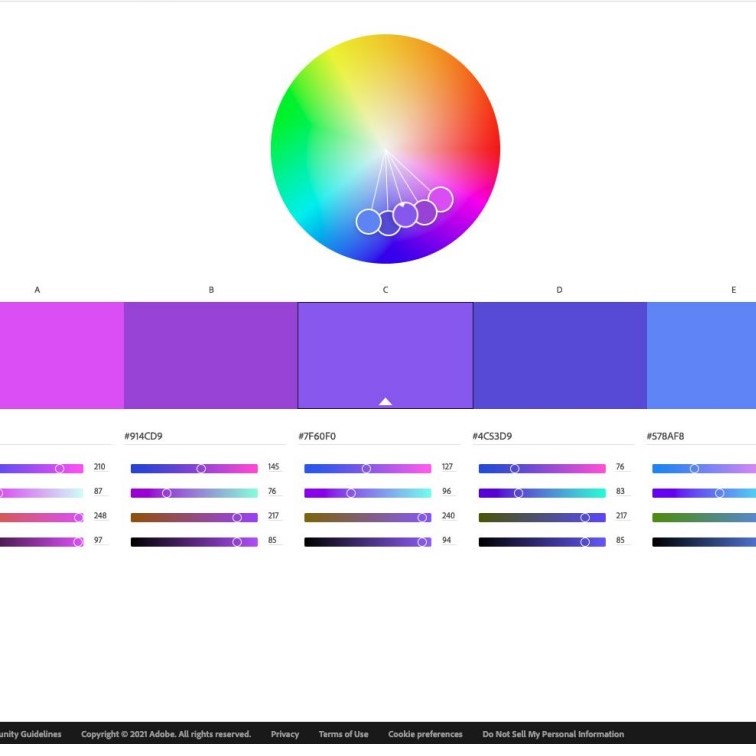 A B C D E
#914CD9 #7F60F0 #4C53D9 #578AF8
210 145 127 76
87 76 96 83
248 217 240 217
97 85 94 85
unity Guidelines Copyright © 2021 Adobe. All rights reserved. Privacy Terms of Use Cookie preferences Do Not Sell My Personal Information